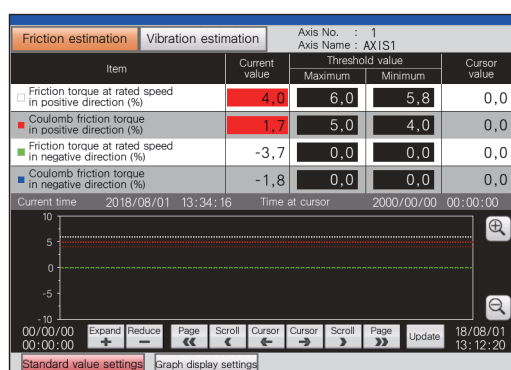 Friction estimation Vibration estimation Axis No. : 1
Axis Name : AXIS1
Item Current value Threshold value Cursor value
Maximum Minimum
Friction torque at rated speed in positive direction (%) 4,0 6,0 5,8 0,0
Coulomb friction torque in positive direction (%) 1,7 5,0 4,0 0,0
Friction torque at rated speed in negative direction (%) -3,7 0,0 0,0 0,0
Coulomb friction torque in negative direction (%) -1,8 0,0 0,0 0,0
Current time 2018/08/01 13:34:16 Time at cursor 2000/00/00 00:00:00
10
5
0
-5
-10
00/00/00 Expand Reduce Page Scroll Cursor Cursor Scroll Page Update 18/08/01
00:00:00 13:12:20
Standard value settings Graph display settings